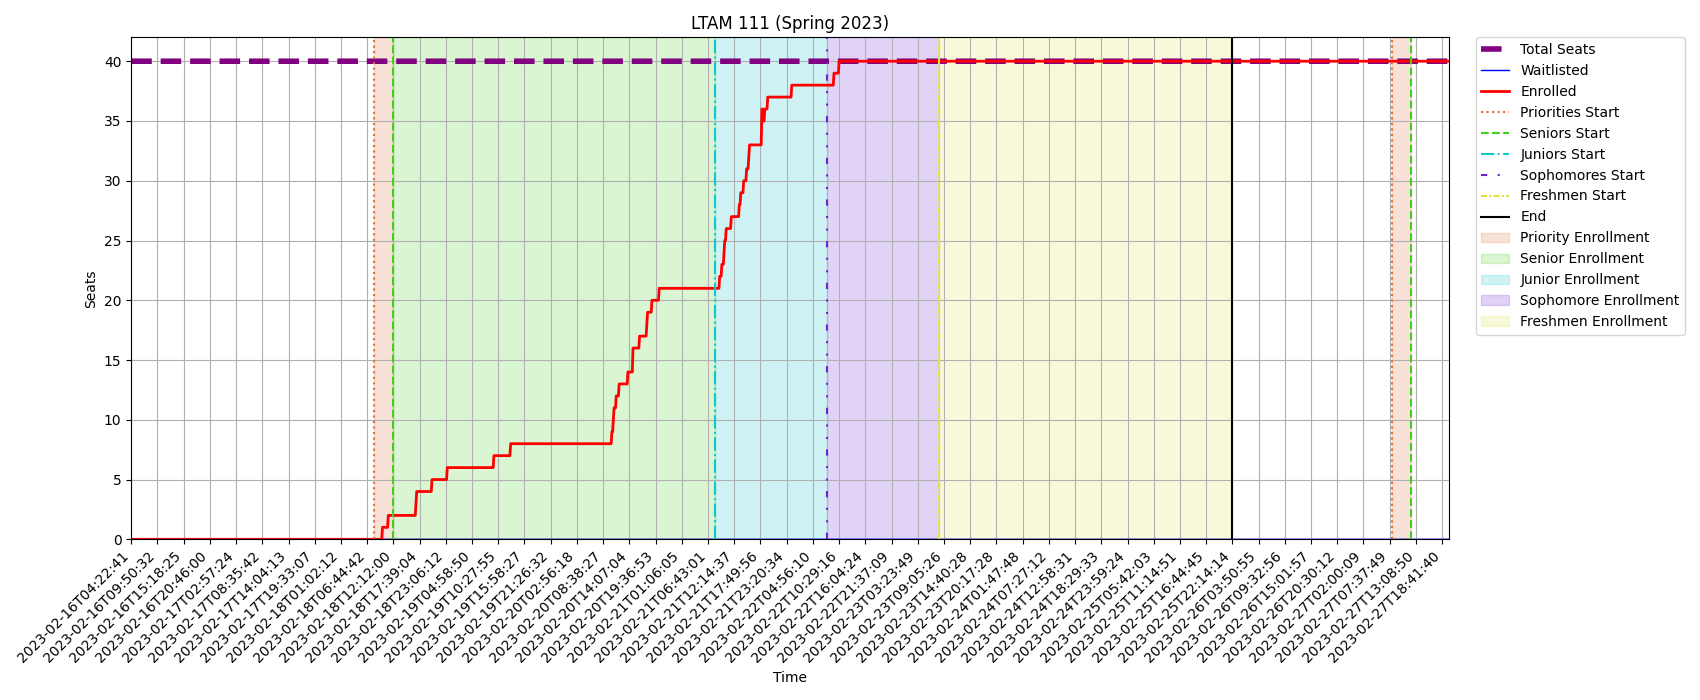 LTAM 111 (Spring 2023)
Seats
40
35
30
25
20
15
10
5
0
2023-02-16T04:22:41
2023-02-16T09:50:32
2023-02-16T15:18:25
2023-02-16T20:46:00
2023-02-17T02:57:24
2023-02-17T08:35:42
2023-02-17T14:04:13
2023-02-17T19:33:07
2023-02-18T01:02:12
2023-02-18T06:44:42
2023-02-18T12:12:00
2023-02-18T17:39:04
2023-02-18T23:06:12
2023-02-19T04:58:50
2023-02-19T10:27:55
2023-02-19T15:58:27
2023-02-19T21:26:32
2023-02-20T02:56:18
2023-02-20T08:38:27
2023-02-20T14:07:04
2023-02-20T19:36:53
2023-02-21T01:06:05
2023-02-21T06:43:01
2023-02-21T12:14:37
2023-02-21T17:49:56
2023-02-21T23:20:34
2023-02-22T04:56:10
2023-02-22T10:29:16
2023-02-22T16:04:24
2023-02-22T21:37:09
2023-02-23T03:23:49
2023-02-23T09:05:26
2023-02-23T14:40:28
2023-02-23T20:17:28
2023-02-24T01:47:48
2023-02-24T07:27:12
2023-02-24T12:58:31
2023-02-24T18:29:33
2023-02-24T23:59:24
2023-02-25T05:42:03
2023-02-25T11:14:51
2023-02-25T16:44:45
2023-02-25T22:14:14
2023-02-26T03:50:55
2023-02-26T09:32:56
2023-02-26T15:01:57
2023-02-26T20:30:12
2023-02-27T02:00:09
2023-02-27T07:37:49
2023-02-27T13:08:50
2023-02-27T18:41:40
Time
Total Seats
Waitlisted
Enrolled
Priorities Start
Seniors Start
Juniors Start
Sophomores Start
Freshmen Start
End
Priority Enrollment
Senior Enrollment
Junior Enrollment
Sophomore Enrollment
Freshmen Enrollment